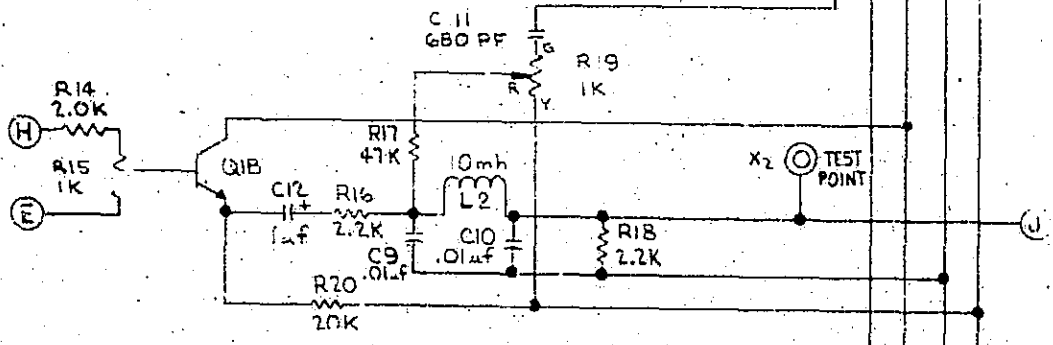 C 11
680 PF
G
R19
1K
R
Y
R14
2.0K
H
R15
1K
E
Q1B
R17
47K
10mh
L2
X2
TEST
POINT
C12
+
1uf
R16
2.2K
C9
.01uf
C10
.01uf
R18
2.2K
J
R20
20K